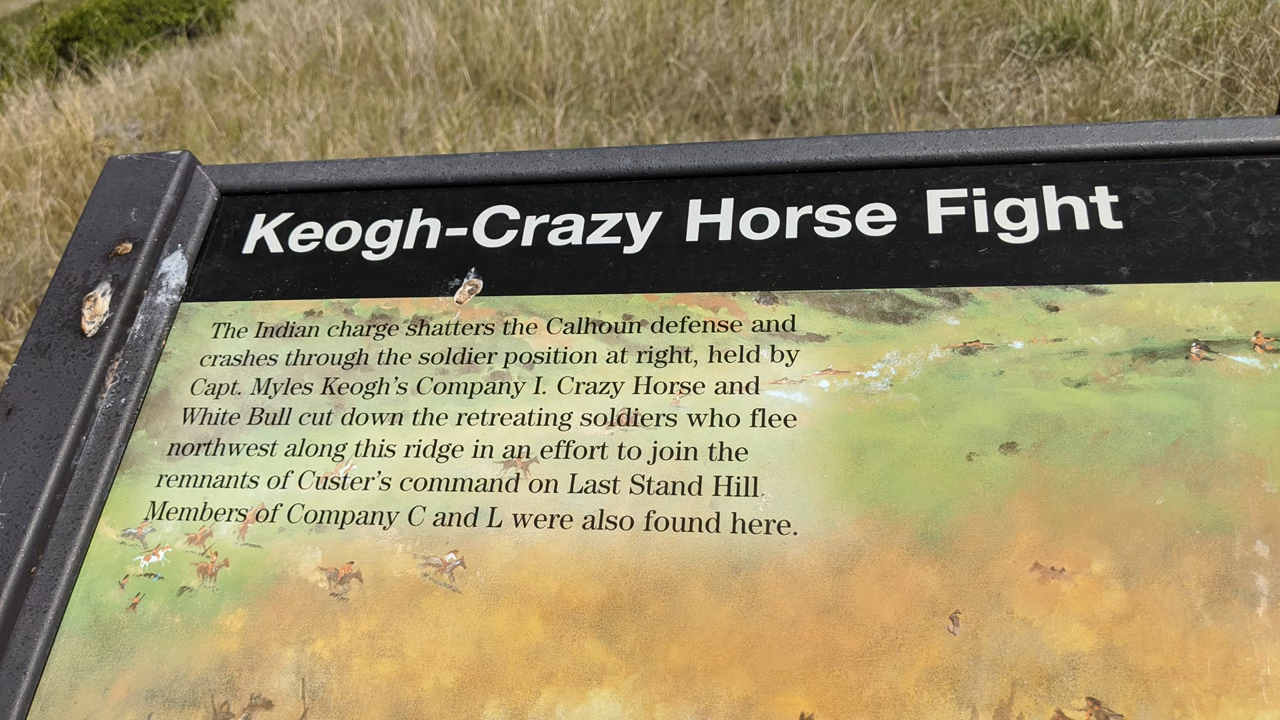 Keogh-Crazy Horse Fight
The Indian charge shatters the Calhoun defense and
crashes through the soldier position at right, held by
Capt. Myles Keogh's Company I. Crazy Horse and
White Bull cut down the retreating soldiers who flee
northwest along this ridge in an effort to join the
remnants of Custer's command on Last Stand Hill.
Members of Company C and L were also found here.